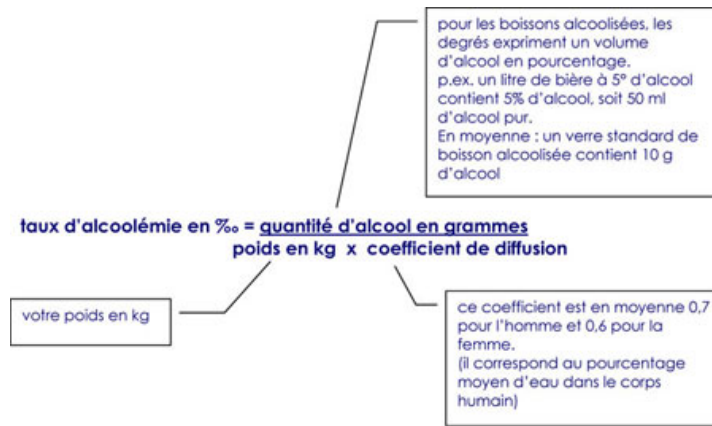 pour les boissons alcoolisées, les
degrés expriment un volume
d'alcool en pourcentage.
p.ex. un litre de bière à 5° d'alcool
contient 5% d'alcool, soit 50 ml
d'alcool pur.
En moyenne : un verre standard de
boisson alcoolisée contient 10 g
d'alcool
taux d'alcoolémie en ‰ = quantité d'alcool en grammes
poids en kg x coefficient de diffusion
votre poids en kg
ce coefficient est en moyenne 0,7
pour l'homme et 0,6 pour la
femme.
(il correspond au pourcentage
moyen d'eau dans le corps
humain)